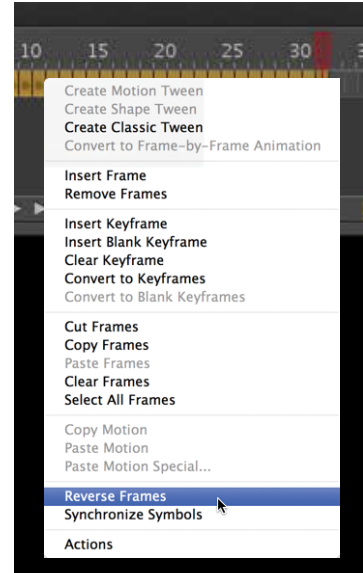 10 15 20 25 30
Create Motion Tween
Create Shape Tween
Create Classic Tween
Convert to Frame-by-Frame Animation
Insert Frame
Remove Frames
Insert Keyframe
Insert Blank Keyframe
Clear Keyframe
Convert to Keyframes
Convert to Blank Keyframes
Cut Frames
Copy Frames
Paste Frames
Clear Frames
Select All Frames
Copy Motion
Paste Motion
Paste Motion Special...
Reverse Frames
Synchronize Symbols
Actions